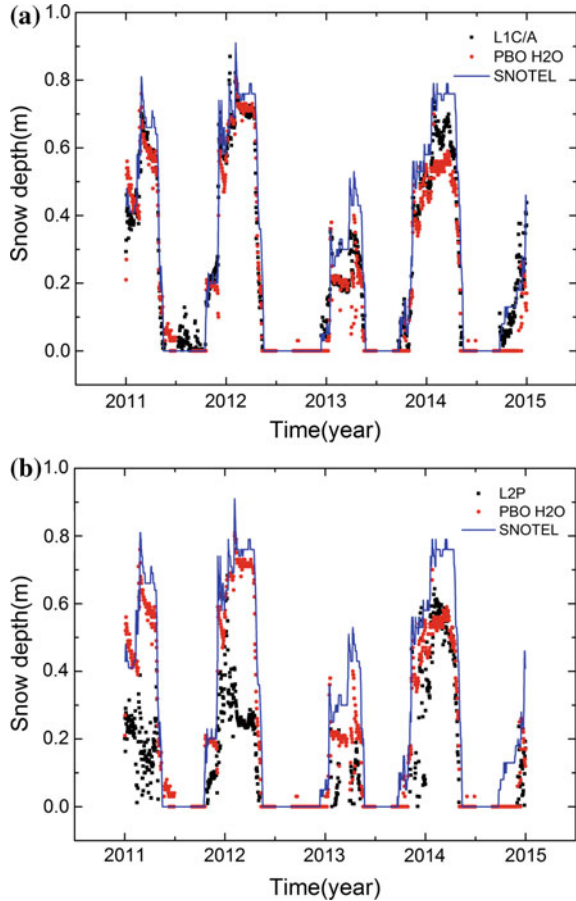 (a)
1.0
0.8
0.6
0.4
0.2
0.0
Snow depth(m)
L1C/A
PBO H2O
SNOTEL
2011 2012 2013 2014 2015
Time(year)
(b)
1.0
0.8
0.6
0.4
0.2
0.0
Snow depth(m)
L2P
PBO H2O
SNOTEL
2011 2012 2013 2014 2015
Time(year)